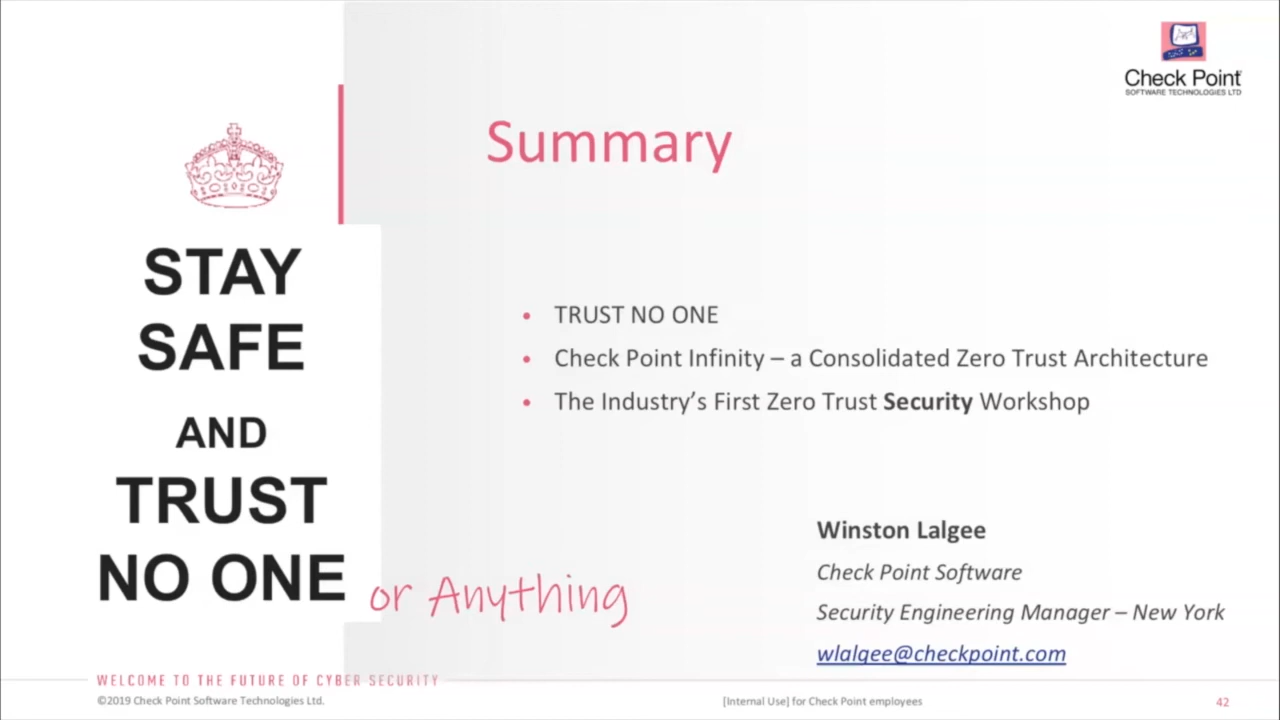 Check Point
SOFTWARE TECHNOLOGIES LTD
Summary
STAY
SAFE
AND
TRUST
NO ONE
or Anything
• TRUST NO ONE
• Check Point Infinity – a Consolidated Zero Trust Architecture
• The Industry’s First Zero Trust Security Workshop
Winston Lalgee
Check Point Software
Security Engineering Manager – New York
wlalgee@checkpoint.com
WELCOME TO THE FUTURE OF CYBER SECURITY
©2019 Check Point Software Technologies Ltd.
[Internal Use] for Check Point employees
42